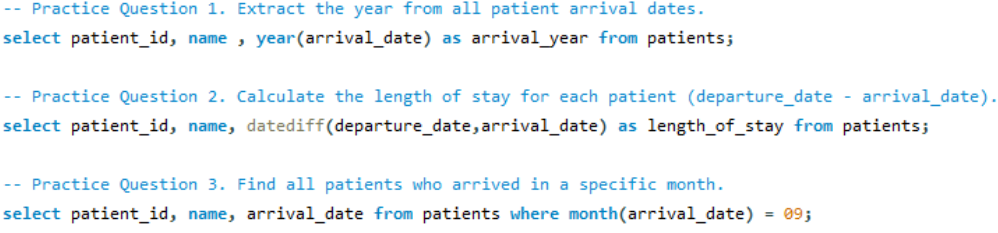 -- Practice Question 1. Extract the year from all patient arrival dates.
select patient_id, name , year(arrival_date) as arrival_year from patients;
-- Practice Question 2. Calculate the length of stay for each patient (departure_date - arrival_date).
select patient_id, name, datediff(departure_date,arrival_date) as length_of_stay from patients;
-- Practice Question 3. Find all patients who arrived in a specific month.
select patient_id, name, arrival_date from patients where month(arrival_date) = 09;